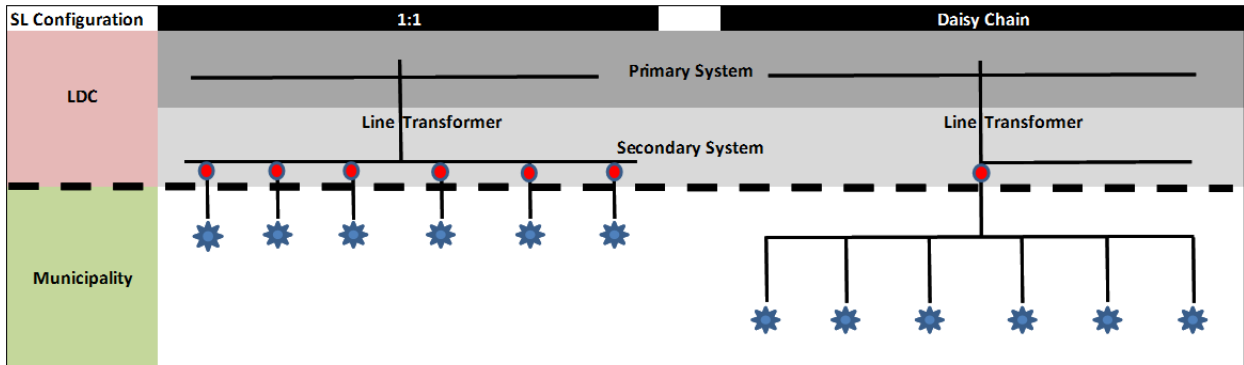 SL Configuration 1:1 Daisy Chain
LDC
Primary System
Line Transformer Line Transformer
Secondary System
Municipality